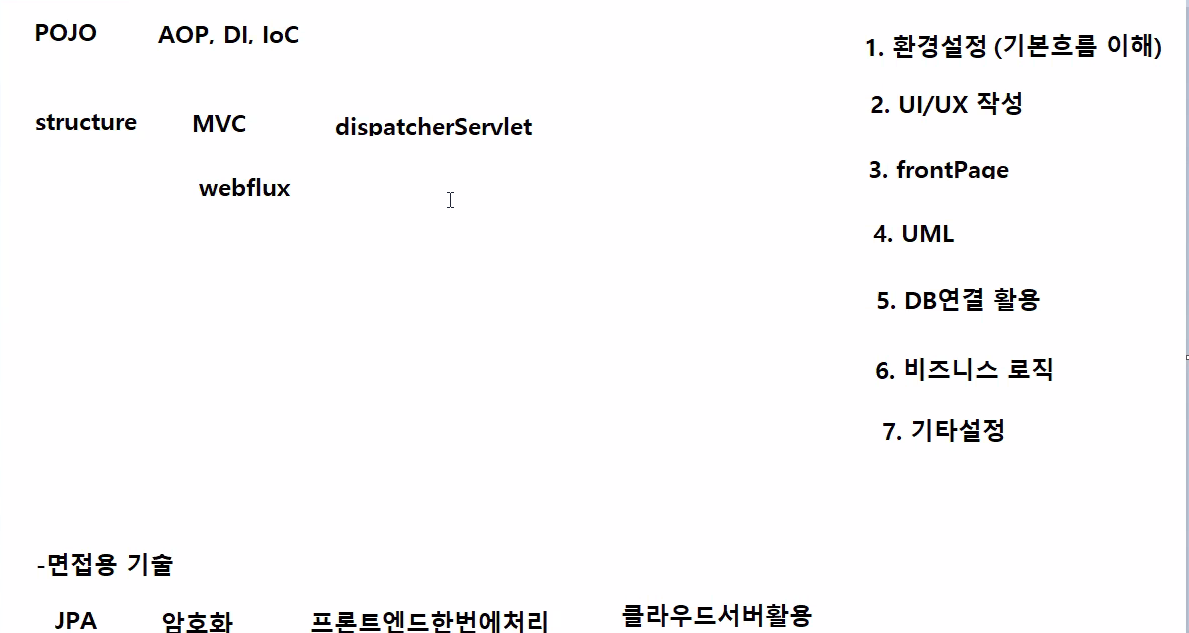 POJO AOP, DI, IoC
structure MVC dispatcherServlet
webflux
1. 환경설정 (기본흐름 이해)
2. UI/UX 작성
3. frontPage
4. UML
5. DB연결 활용
6. 비즈니스 로직
7. 기타설정
-면접용 기술
JPA 암호화 프론트엔드한번에처리 클라우드서버활용